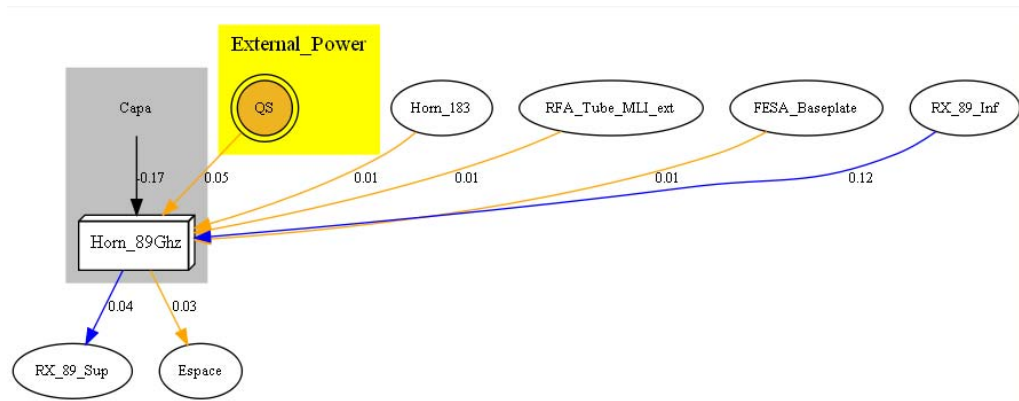 External_Power
Capa
QS
Horn_183
RFA_Tube_MLI_ext
FESA_Baseplate
RX_89_Inf
-0.17
0.05
0.01
0.01
0.01
0.12
Horn_89Ghz
0.04
0.03
RX_89_Sup
Espace